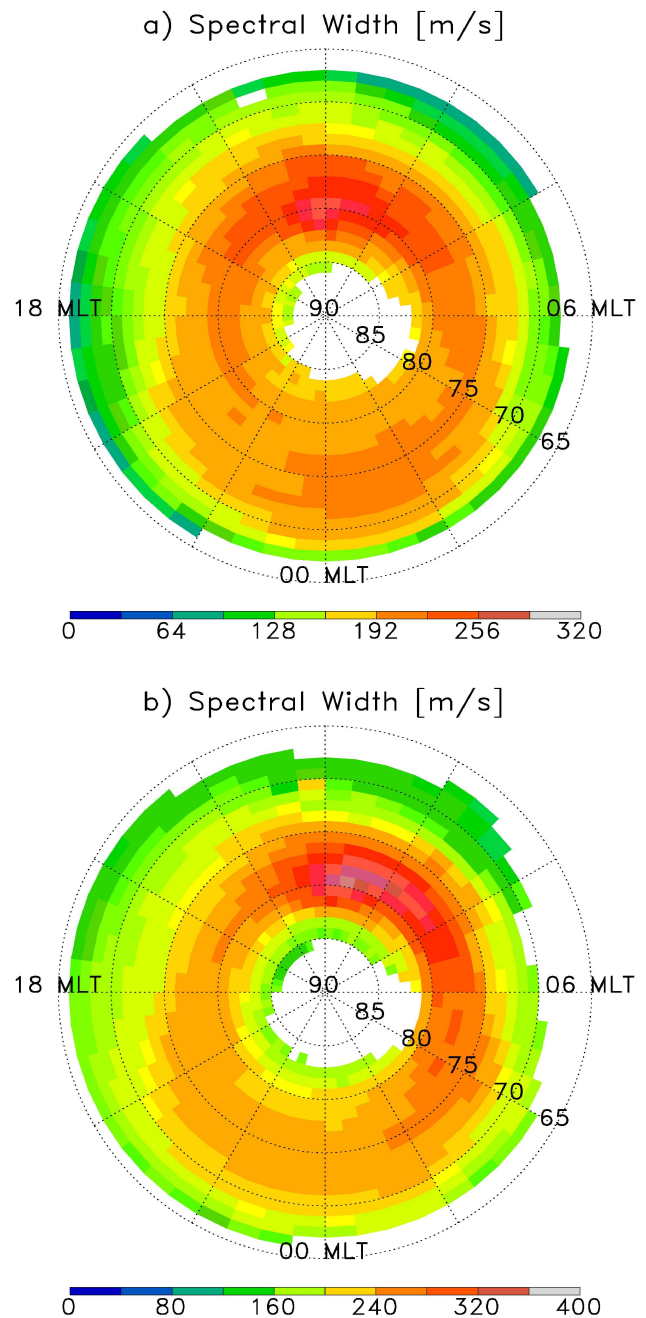 a) Spectral Width [m/s]
18 MLT
90
06 MLT
85
80
75
70
65
00 MLT
0 64 128 192 256 320
b) Spectral Width [m/s]
18 MLT
90
06 MLT
85
80
75
70
65
00 MLT
0 80 160 240 320 400